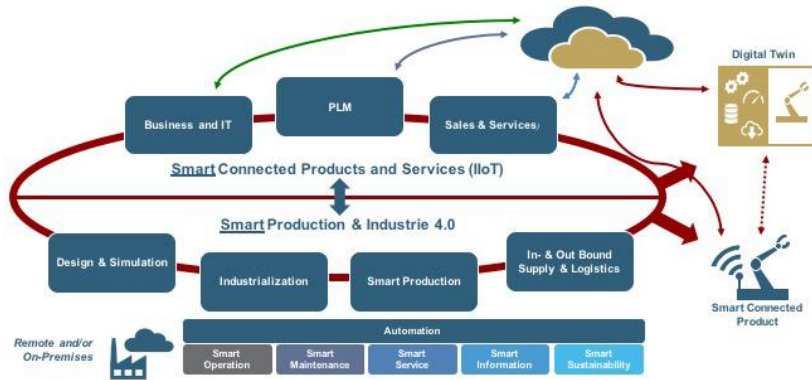 Digital Twin
PLM
Business and IT
Sales & Services/
Smart Connected Products and Services (IIoT)
Smart Production & Industrie 4.0
Design & Simulation
Industrialization
Smart Production
In- & Out Bound
Supply & Logistics
Smart Connected
Product
Remote and/or
On-Premises
Automation
Smart
Operation
Smart
Maintenance
Smart
Service
Smart
Information
Smart
Sustainability